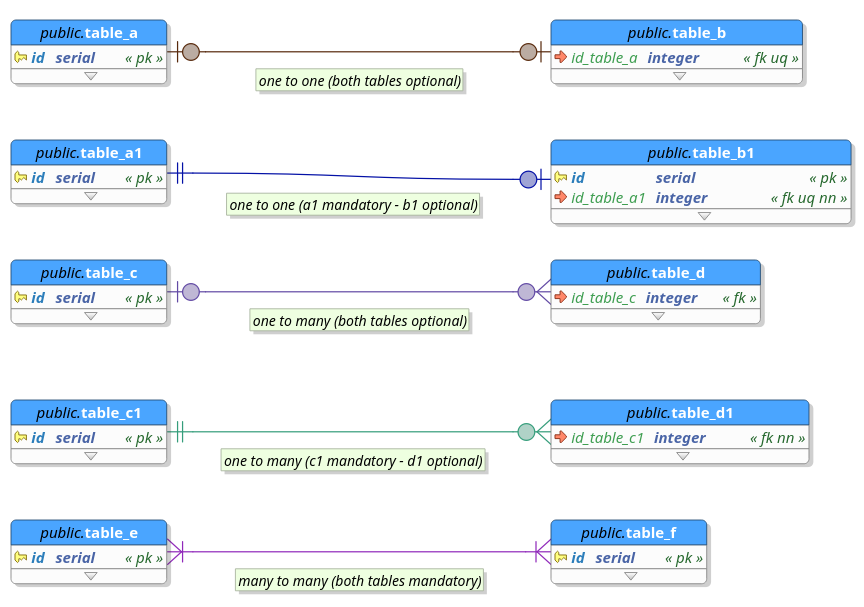 public.table_a
id serial « pk »
one to one (both tables optional)
public.table_b
id_table_a integer « fk uq »
public.table_a1
id serial « pk »
one to one (a1 mandatory - b1 optional)
public.table_b1
id serial « pk »
id_table_a1 integer « fk uq nn »
public.table_c
id serial « pk »
one to many (both tables optional)
public.table_d
id_table_c integer « fk »
public.table_c1
id serial « pk »
one to many (c1 mandatory - d1 optional)
public.table_d1
id_table_c1 integer « fk nn »
public.table_e
id serial « pk »
many to many (both tables mandatory)
public.table_f
id serial « pk »